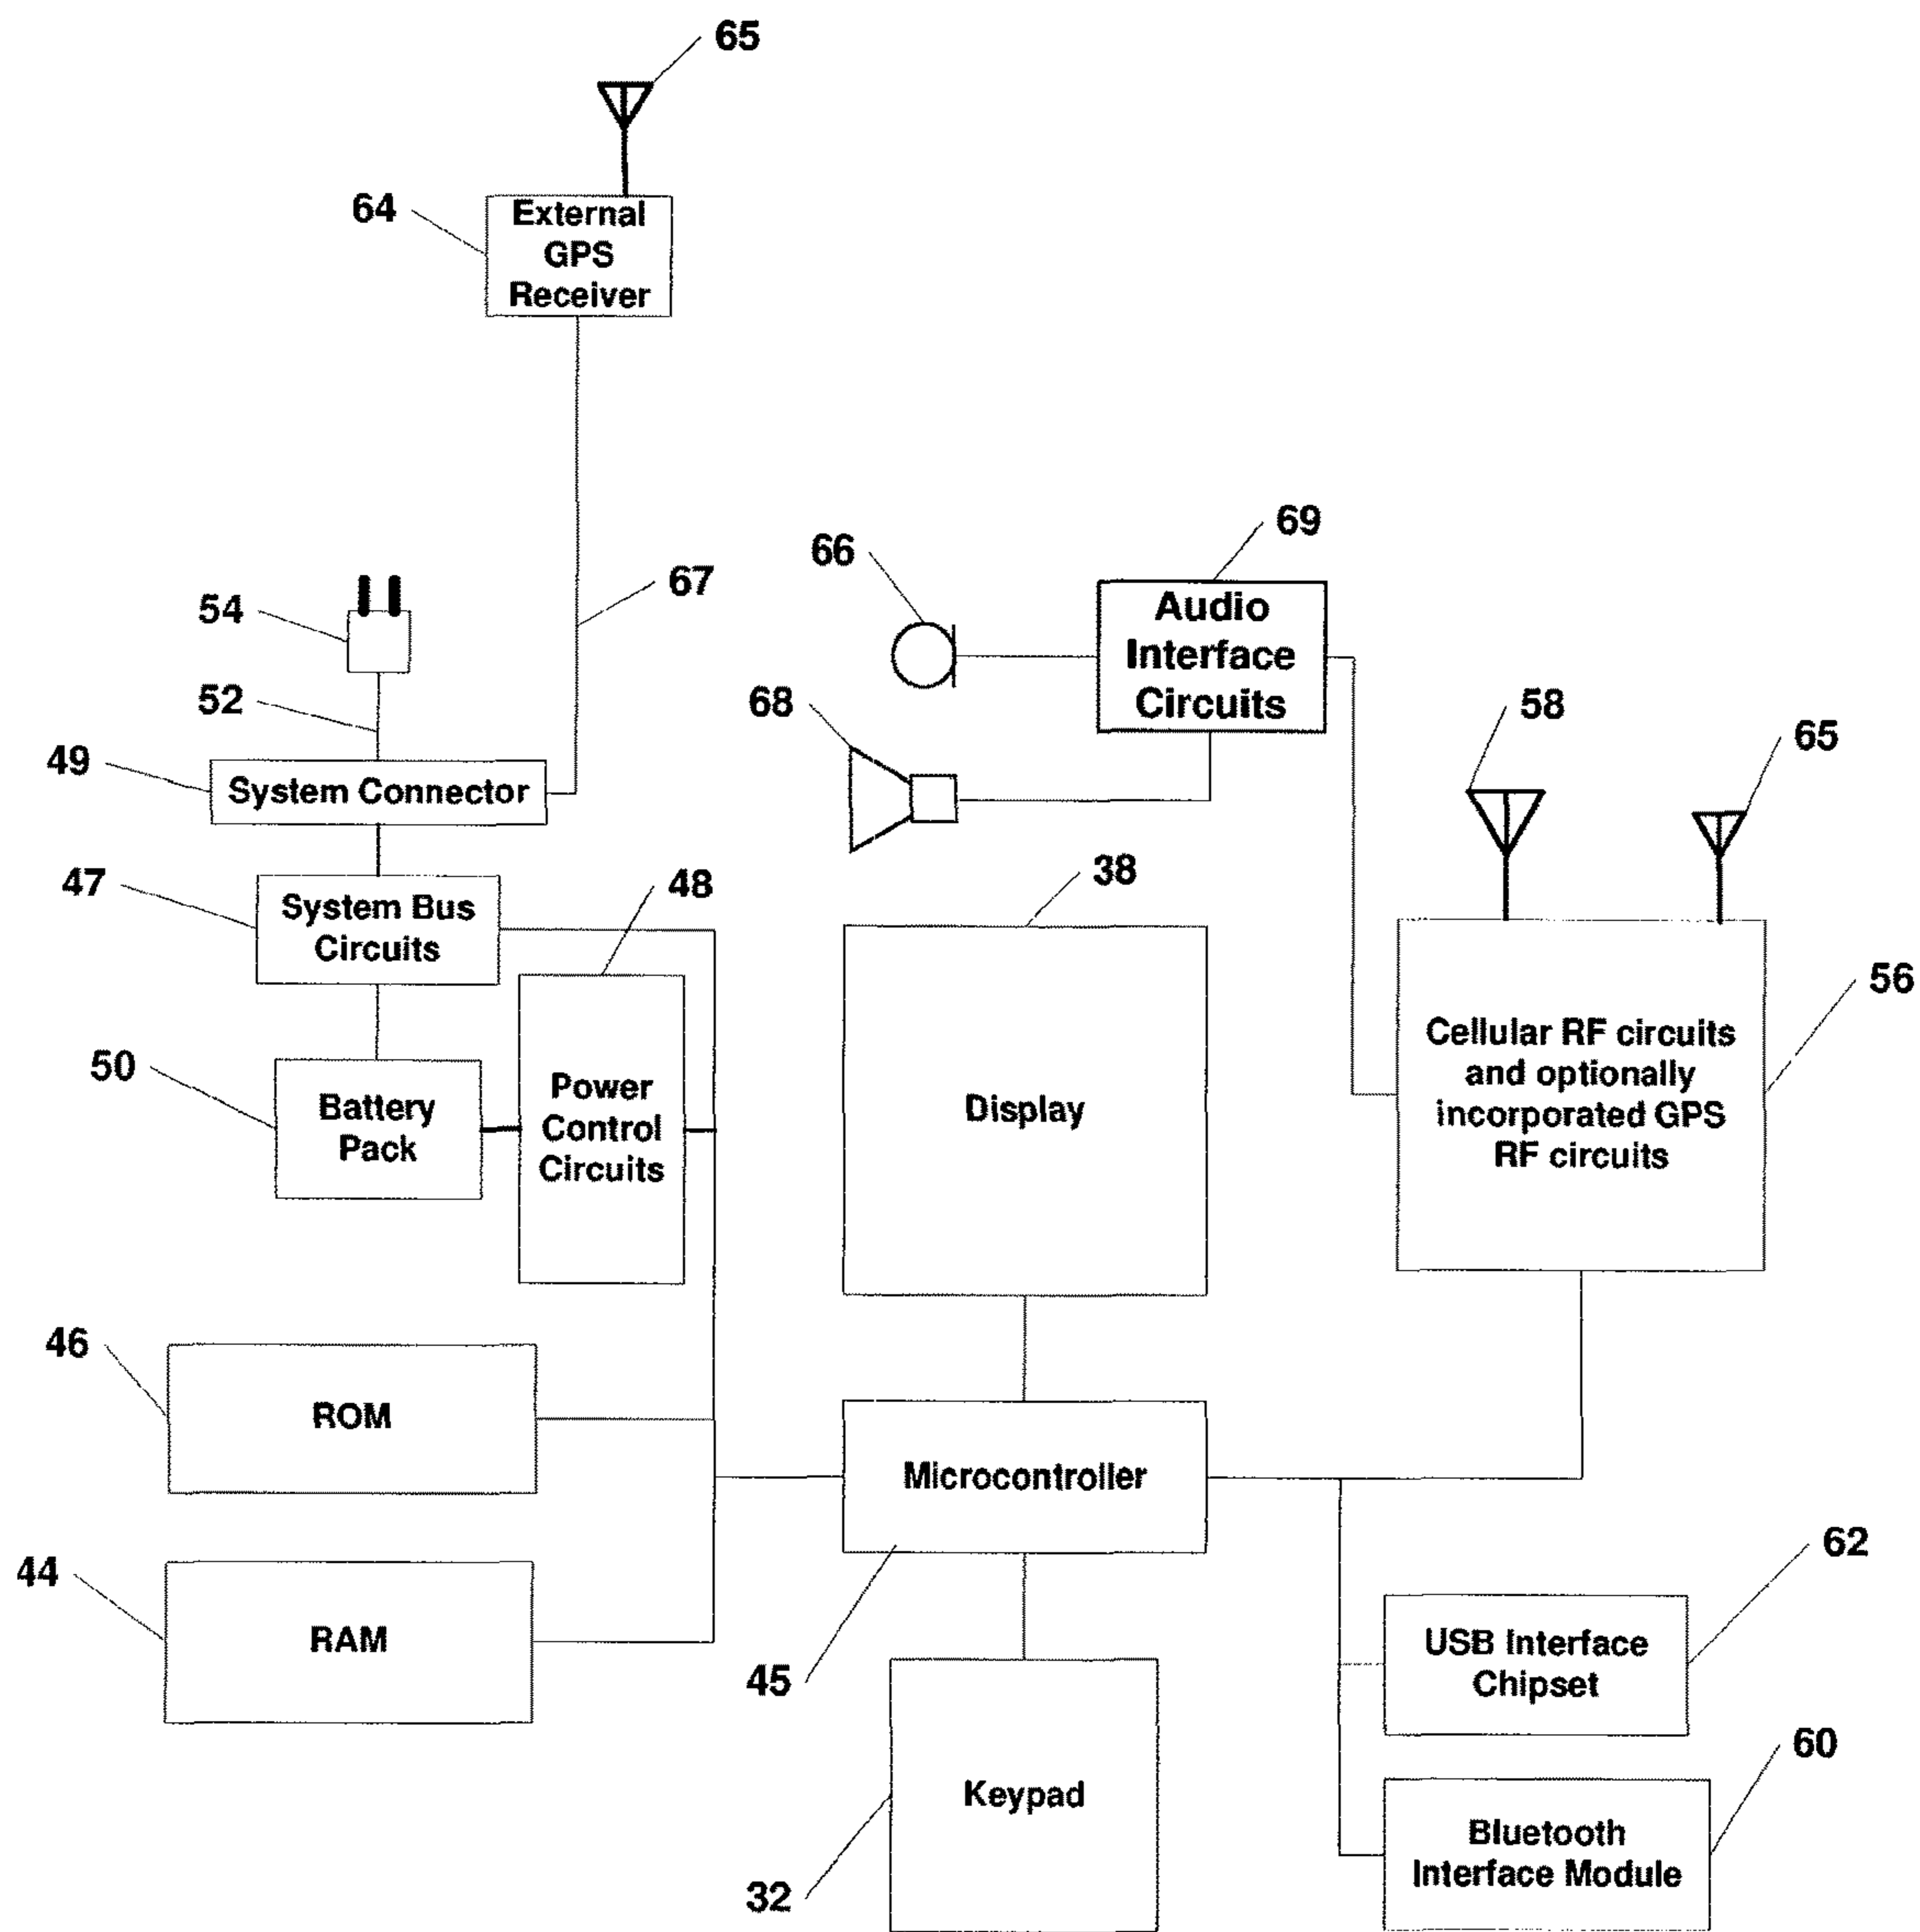 65
64
External
GPS
Receiver
69
66
67
54
Audio
Interface
Circuits
52
68
58
49
65
System Connector
47
48
38
System Bus
Circuits
56
50
Battery
Pack
Power
Control
Circuits
Display
Cellular RF circuits
and optionally
incorporated GPS
RF circuits
46
ROM
Microcontroller
44
62
RAM
45
USB Interface
Chipset
60
Keypad
32
Bluetooth
Interface Module